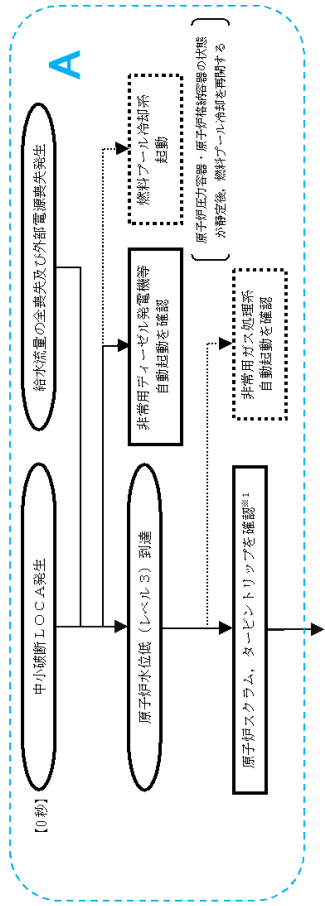 A
【0秒】
中小破断LOCA発生
給水流量の全喪失及び外部電源喪失発生
原子炉水位低（レベル3）到達
非常用ディーゼル発電機等
自動起動を確認
燃料プール冷却系
起動
原子炉圧力容器・原子炉格納容器の状態
が静定後，燃料プール冷却を再開する
原子炉スクラム，タービントリップを確認※1
非常用ガス処理系
自動起動を確認